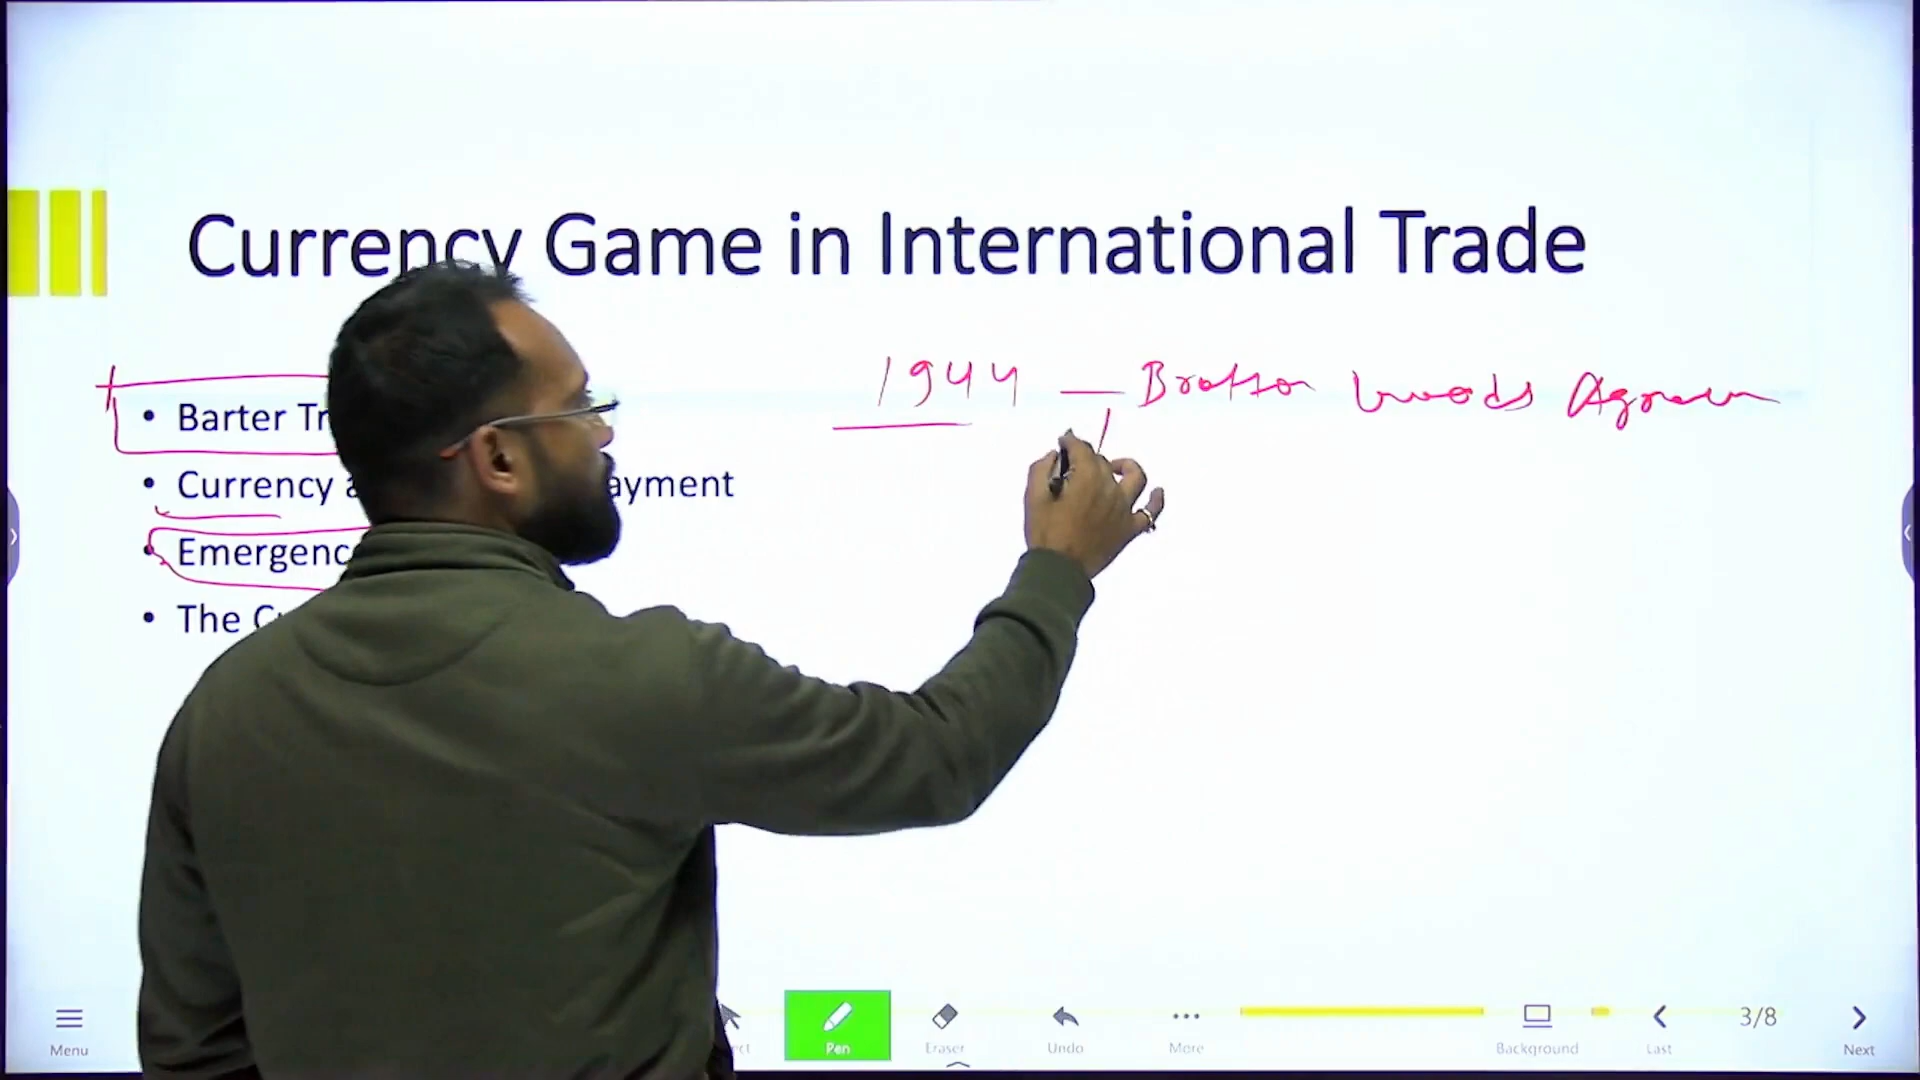 Currency Game in International Trade
1944 — Bretton Woods
• Barter Tr
• Currency a ayment
• Emergenc
• The C
Menu
ect
Pen
Eraser
Undo
More
Background
Last
3/8
Next